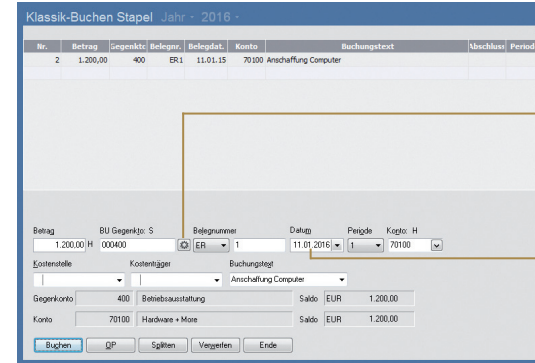 Klassik-Buchen Stapel Jahr - 2016 -
Nr. Betrag Gegenktc Belegnr. Belegdat. Konto Buchungstext Abschluss Period
2 1.200,00 400 ER1 11.01.15 70100 Anschaffung Computer
Betrag BU Gegenkto: S Belegnummer Datum Periode Konto: H
1.200,00 H 000400 ER 1 11.01.2016 1 70100
Kostenstelle Kostenträger Buchungstext
Anschaffung Computer
Gegenkonto 400 Betriebsausstattung Saldo EUR 1.200,00
Konto 70100 Hardware + More Saldo EUR 1.200,00
Buchen OP Splitten Verwerfen Ende